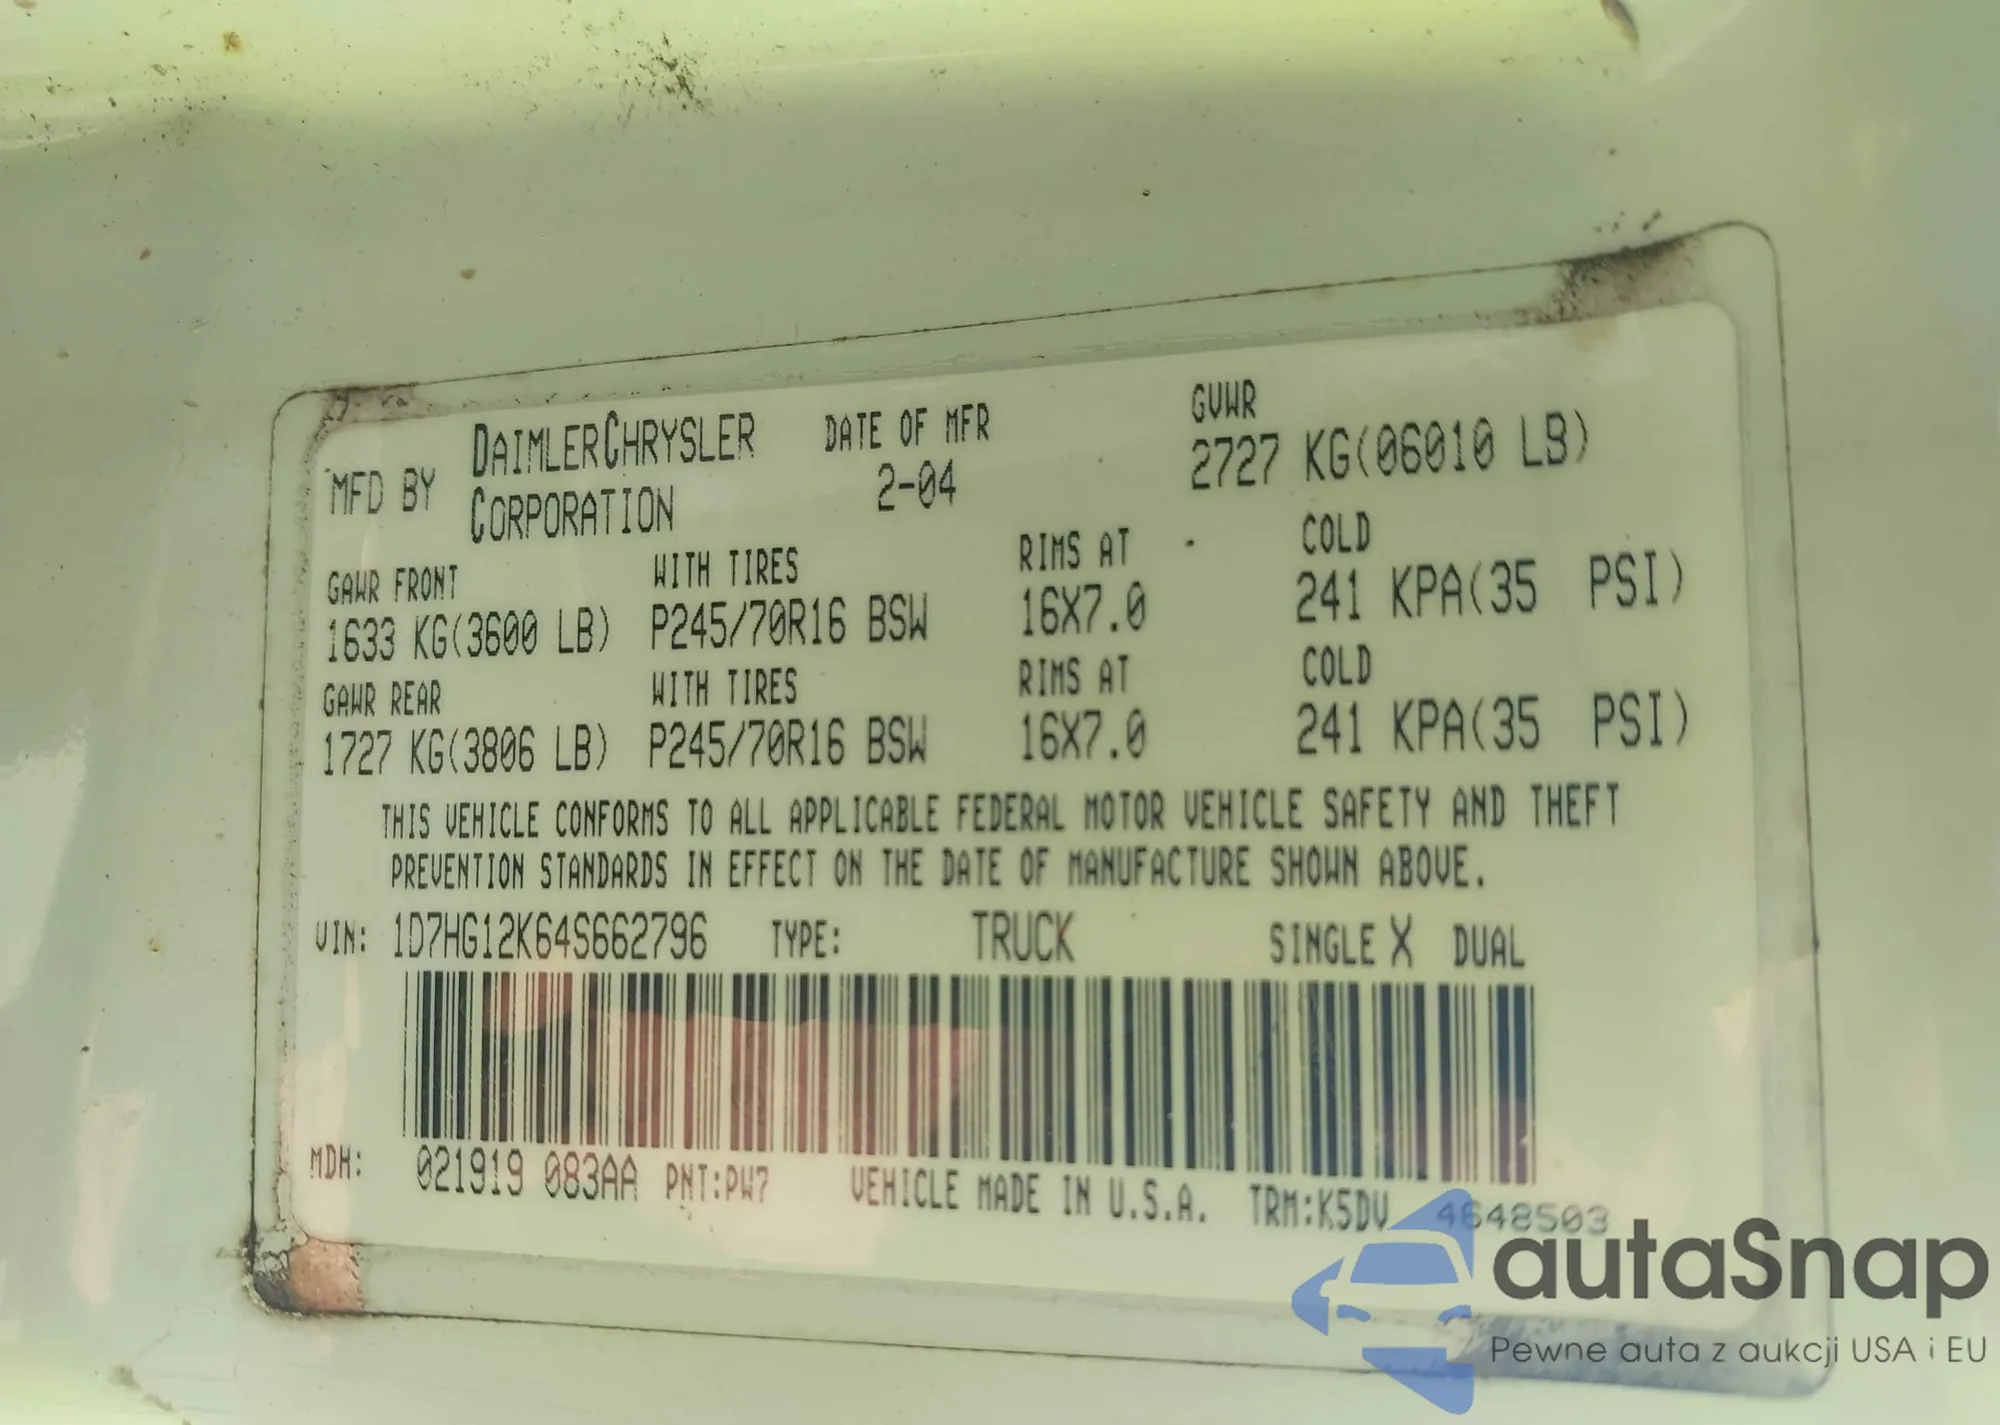 MFD BY DAIMLERCHRYSLER CORPORATION
DATE OF MFR
2-04
GVWR
2727 KG(06010 LB)
GAWR FRONT WITH TIRES RIMS AT COLD
1633 KG(3600 LB) P245/70R16 BSW 16X7.0 241 KPA(35 PSI)
GAWR REAR WITH TIRES RIMS AT COLD
1727 KG(3806 LB) P245/70R16 BSW 16X7.0 241 KPA(35 PSI)
THIS VEHICLE CONFORMS TO ALL APPLICABLE FEDERAL MOTOR VEHICLE SAFETY AND THEFT
PREVENTION STANDARDS IN EFFECT ON THE DATE OF MANUFACTURE SHOWN ABOVE.
VIN: 1D7HG12K64S662796 TYPE: TRUCK SINGLE X DUAL
MDH: 021919 083AA PNT:PW7 VEHICLE MADE IN U.S.A. TRM:K5DV 4648503
autaSnap
Pewne auta z aukcji USA i EU